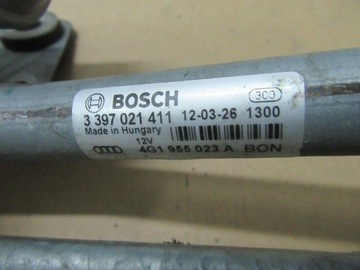 BOSCH 300
3 397 021 411 12-03-26 1300
Made in Hungary
12V
4G1 955 023 A BON